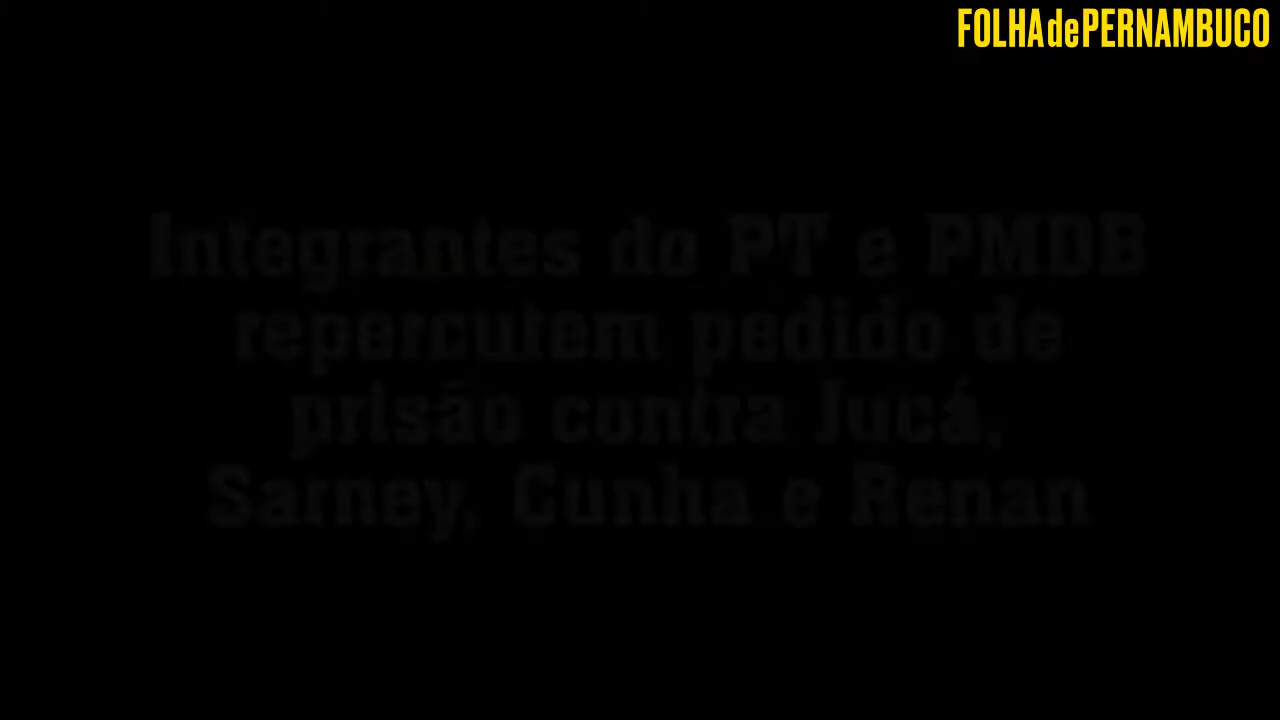 FOLHAdePERNAMBUCO
Integrantes do PT e PMDB
repercutem pedido de
prisão contra Jucá,
Sarney, Cunha e Renan